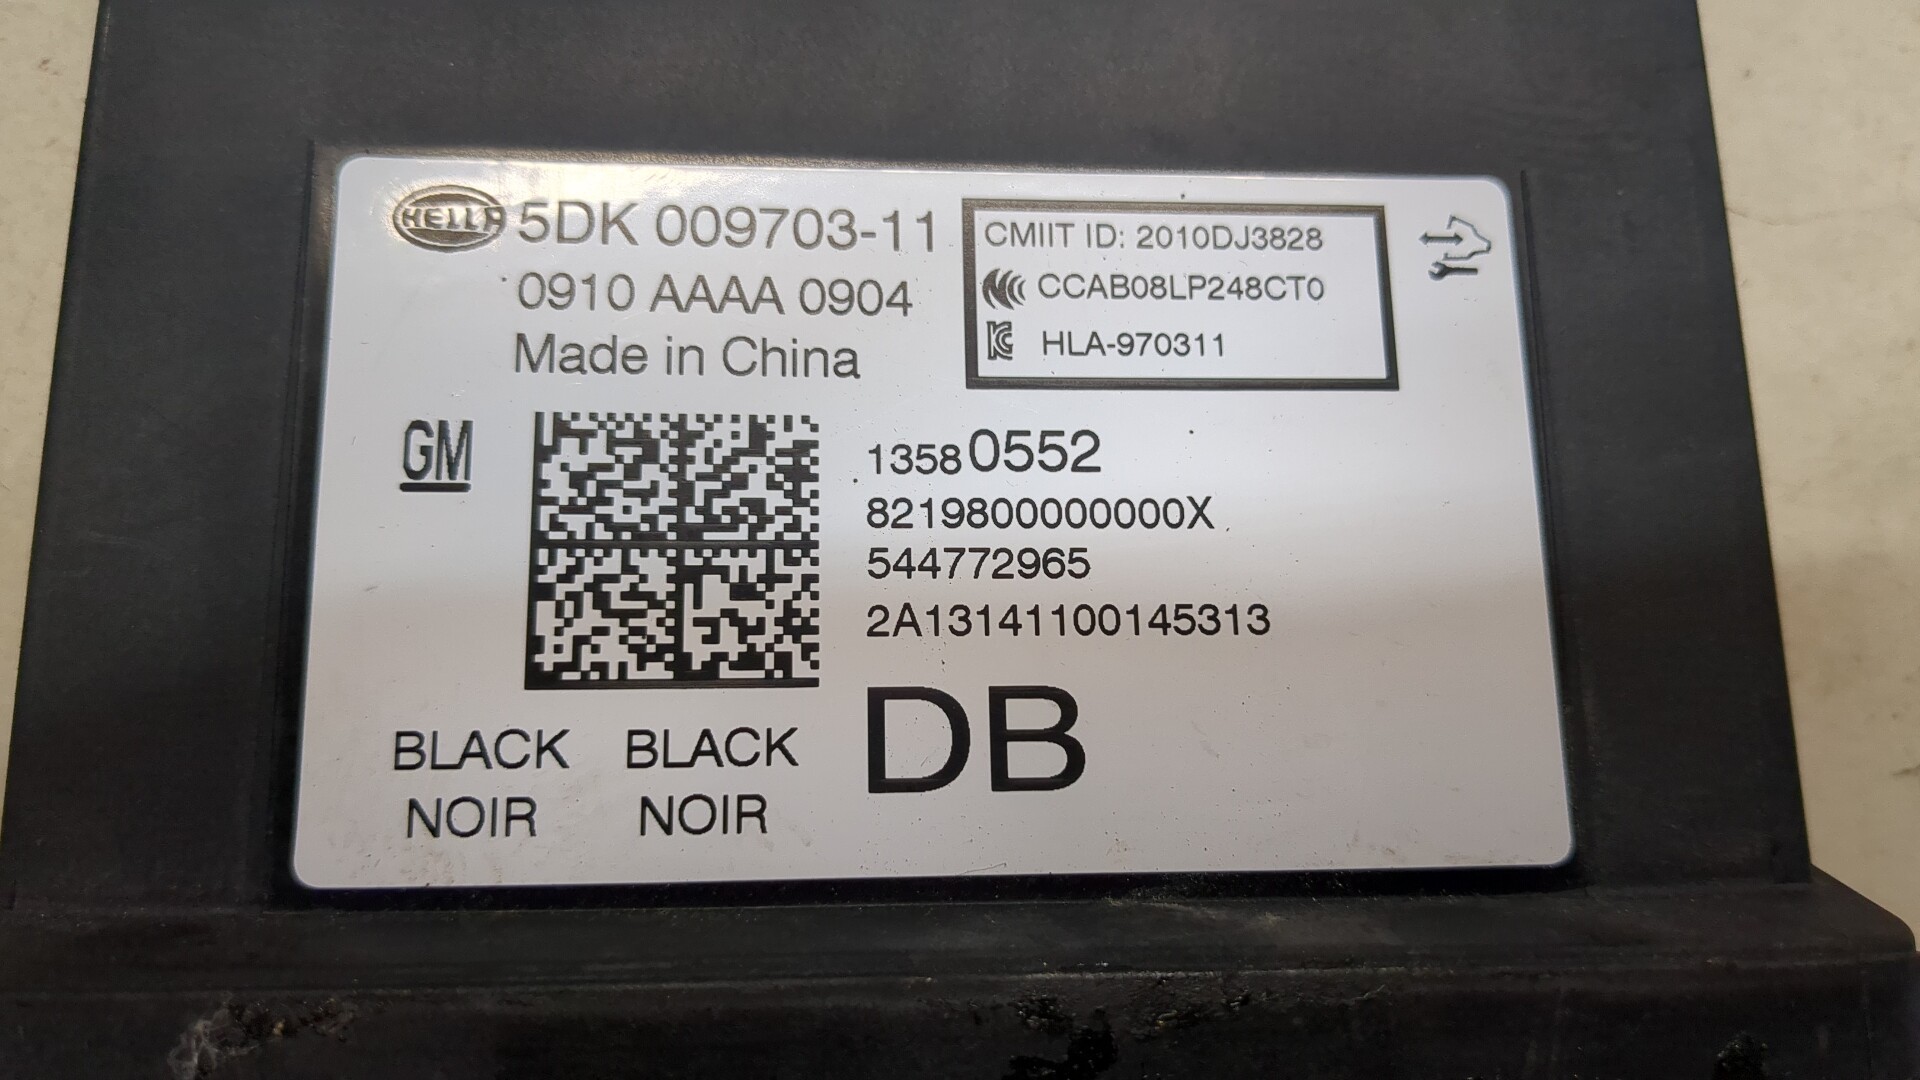 HELLA 5DK 009703-11
0910 AAAA 0904
Made in China
CMIIT ID: 2010DJ3828
CCAB08LP248CT0
HLA-970311
GM
13580552
8219800000000X
544772965
2A13141100145313
DB
BLACK BLACK
NOIR NOIR